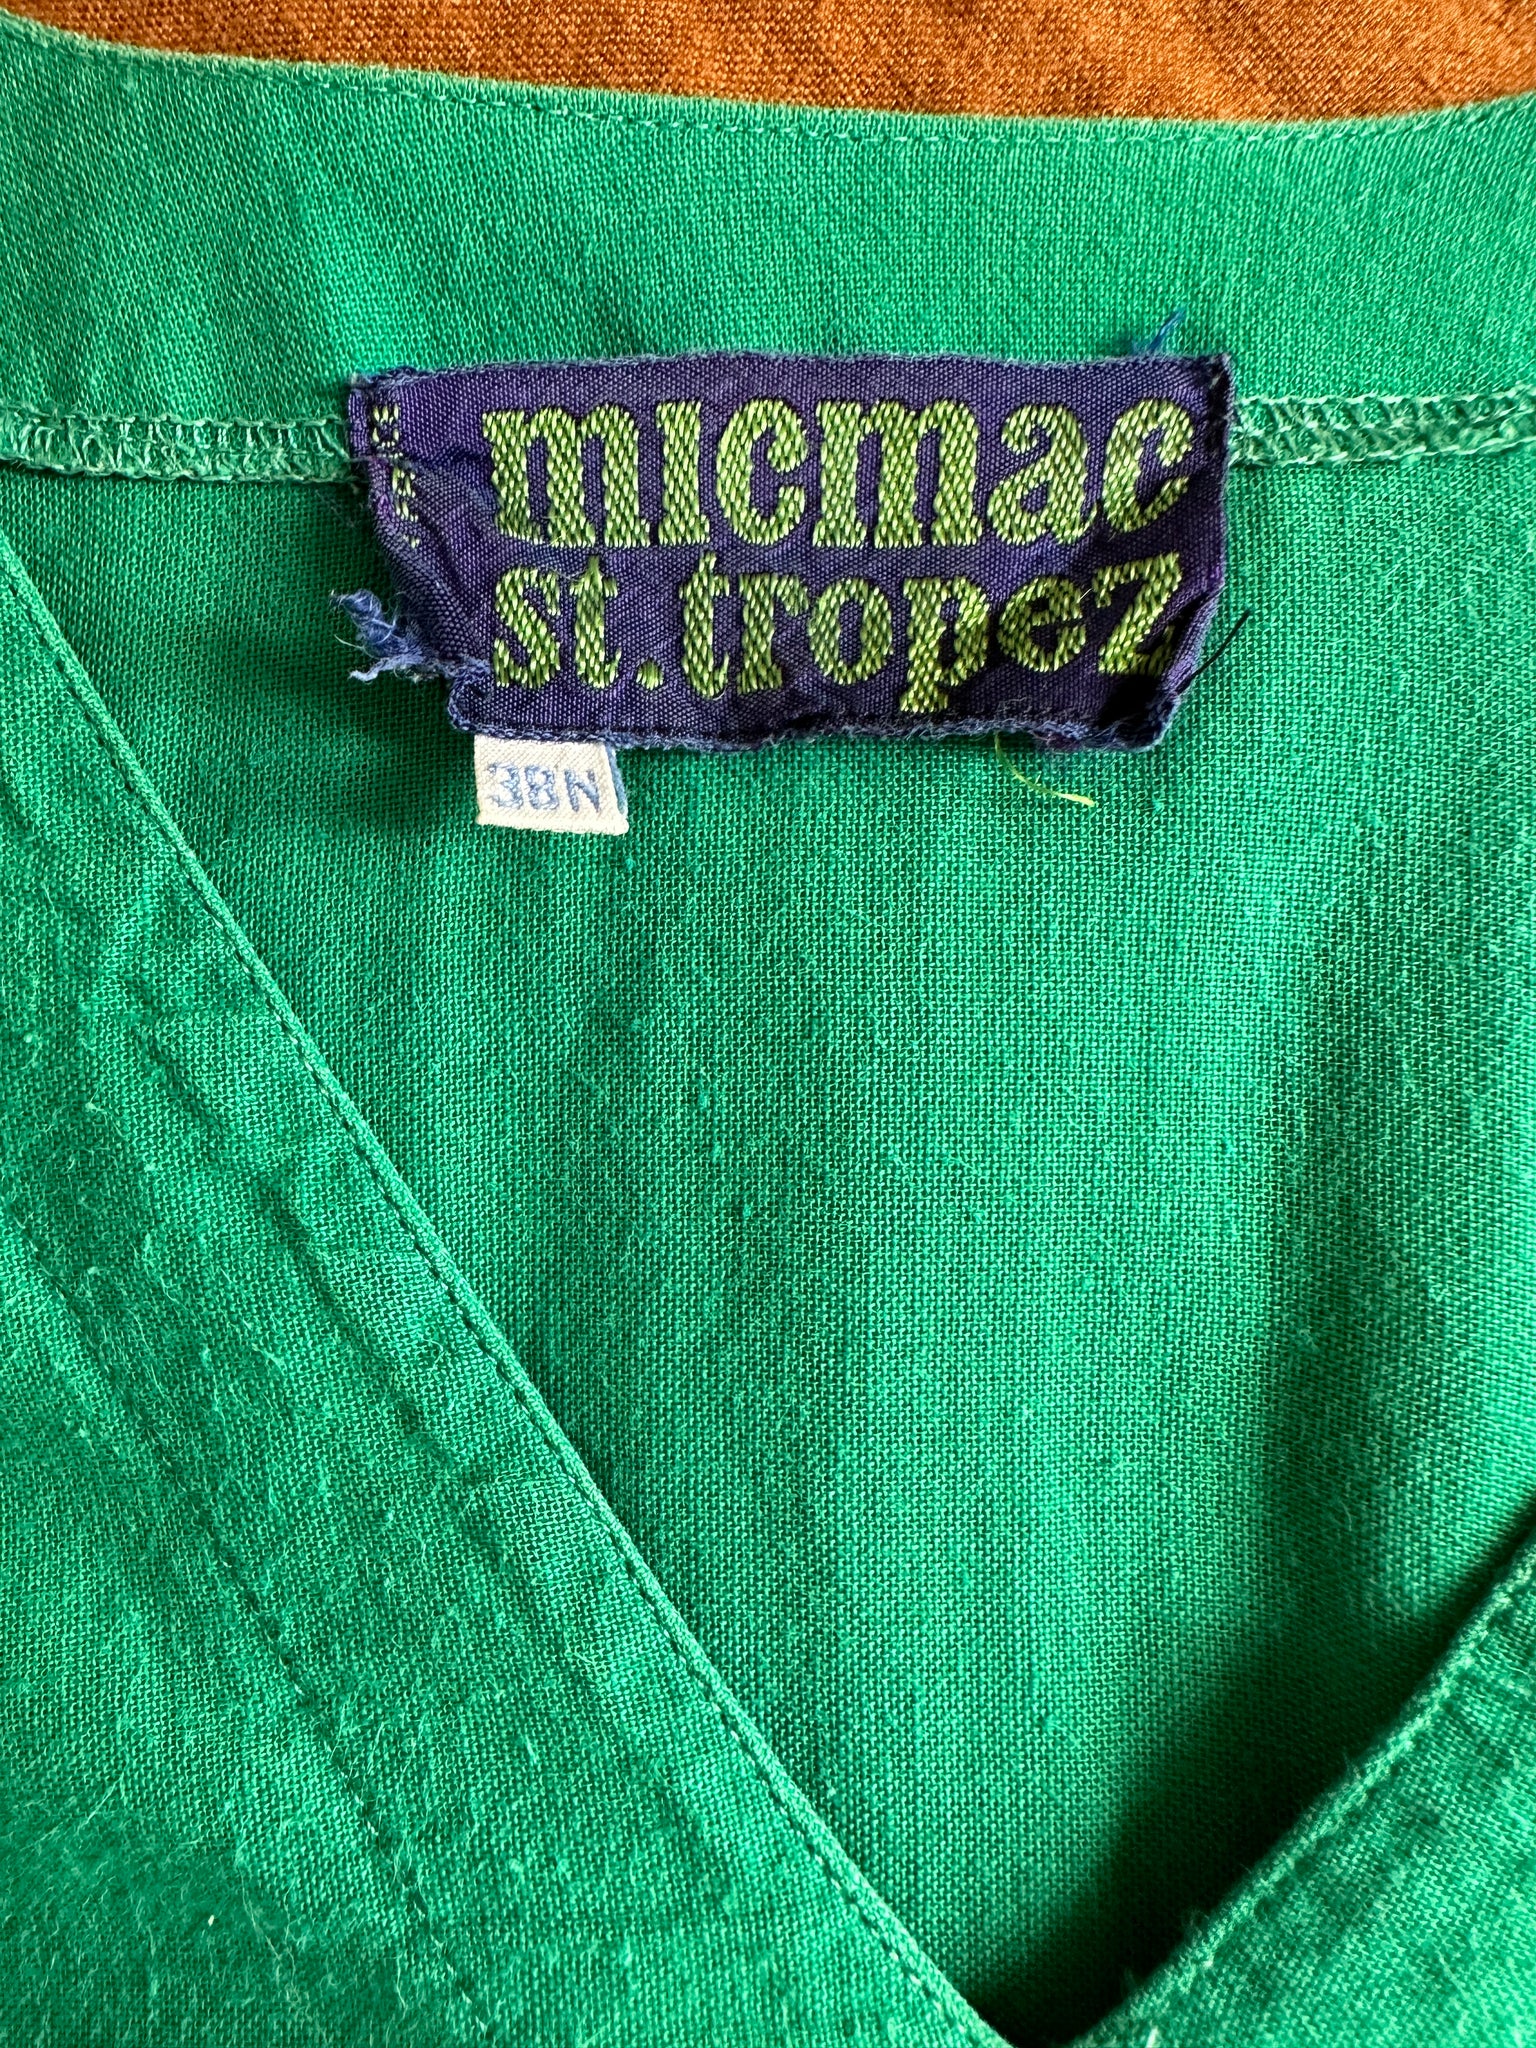 micmac
st. tropez
38N